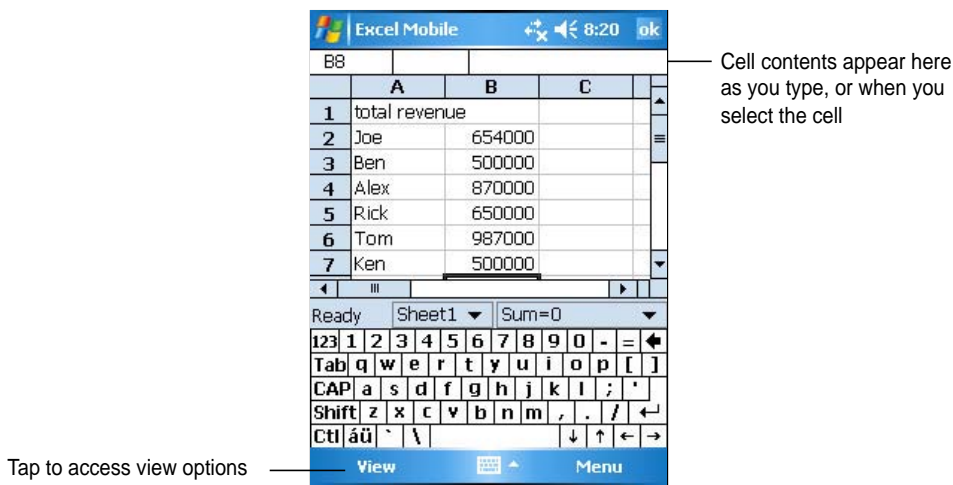 Excel Mobile 8:20 ok
B8
A B C
1 total revenue
2 Joe 654000
3 Ben 500000
4 Alex 870000
5 Rick 650000
6 Tom 987000
7 Ken 500000
Ready Sheet1 Sum=0
123 1 2 3 4 5 6 7 8 9 0 - =
Tab q w e r t y u i o p [ ]
CAP a s d f g h j k l ; '
Shift z x c v b n m , . /
Ctl áü ` \ ↓ ↑ ← →
View Menu
Cell contents appear here
as you type, or when you
select the cell
Tap to access view options